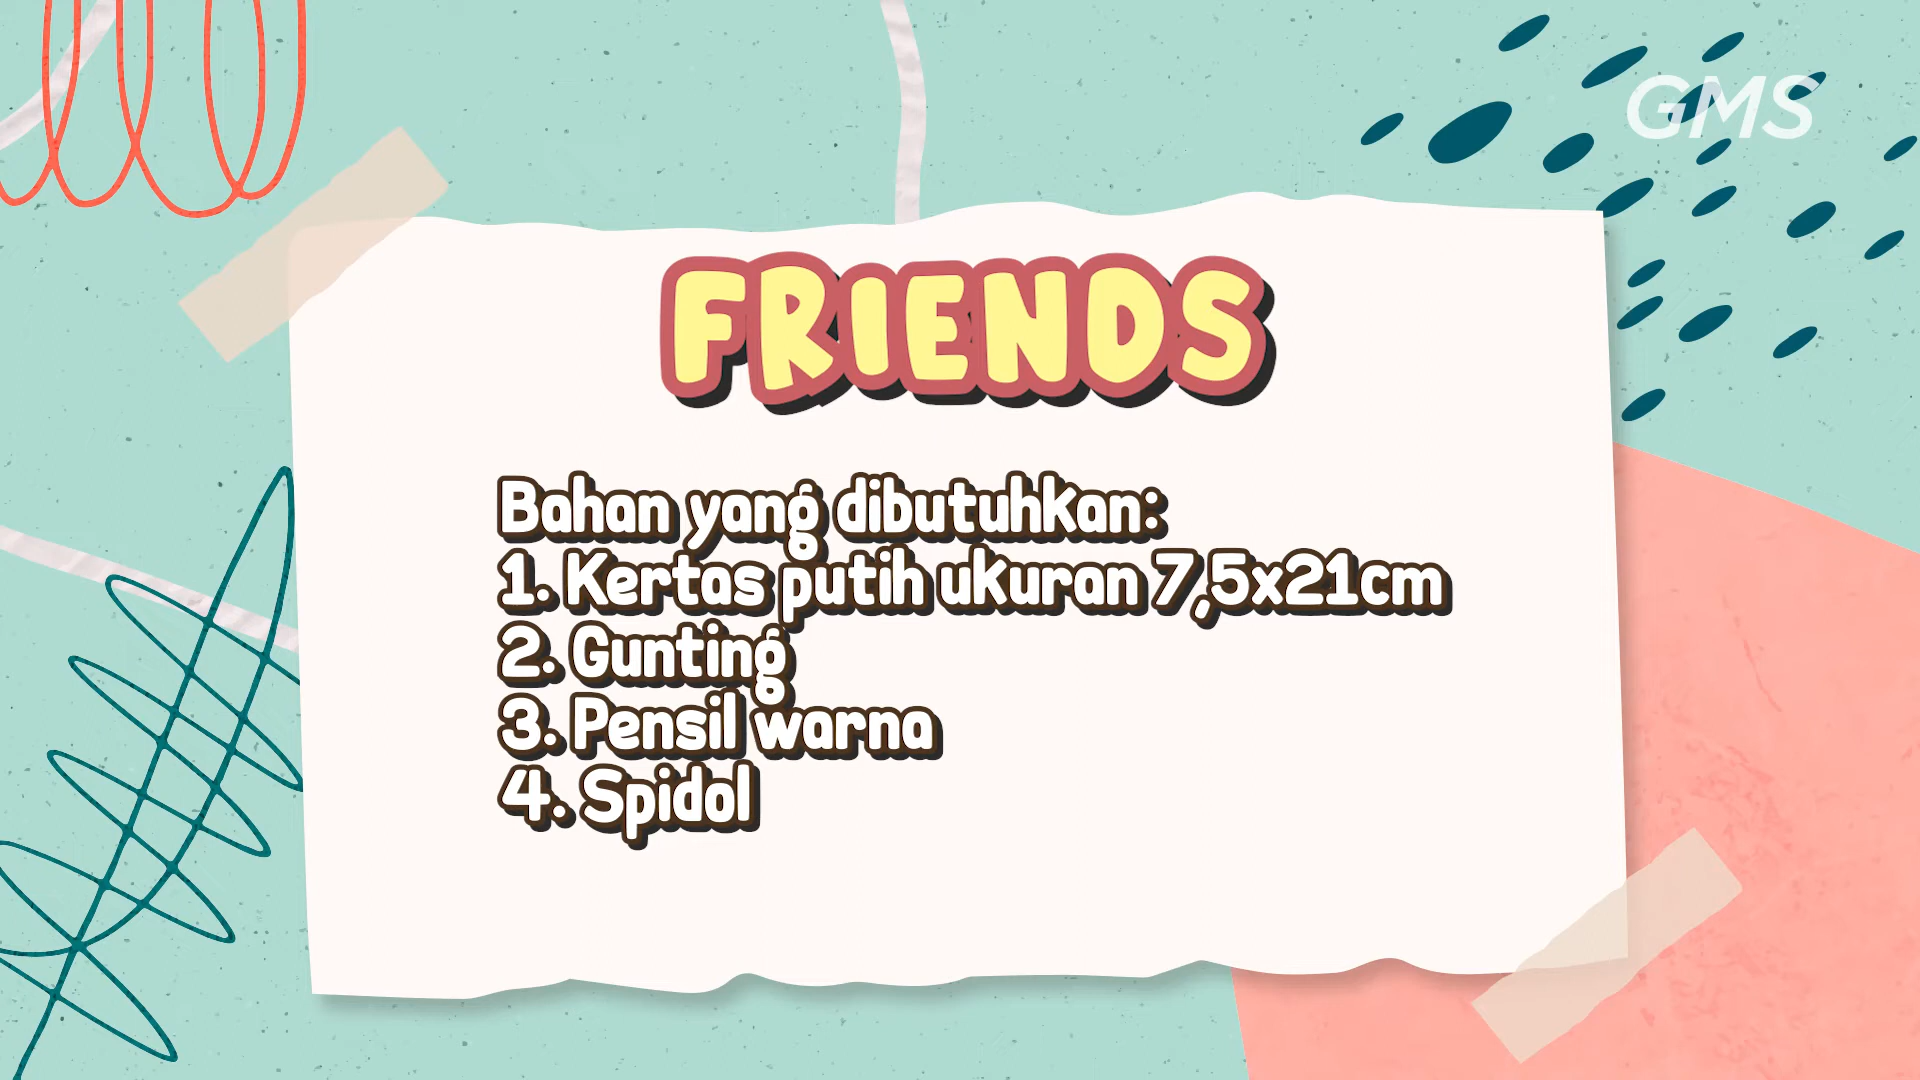 GMS
FRIENDS
Bahan yang dibutuhkan:
1. Kertas putih ukuran 7,5x21cm
2. Gunting
3. Pensil warna
4. Spidol